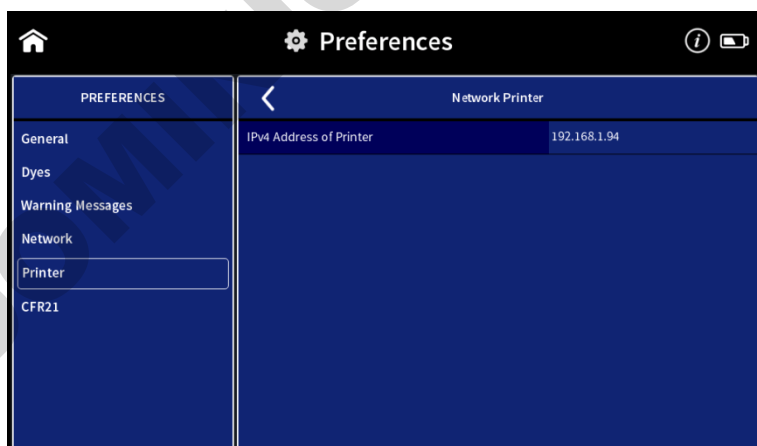 Preferences
i
PREFERENCES
General
Dyes
Warning Messages
Network
Printer
CFR21
Network Printer
IPv4 Address of Printer 192.168.1.94